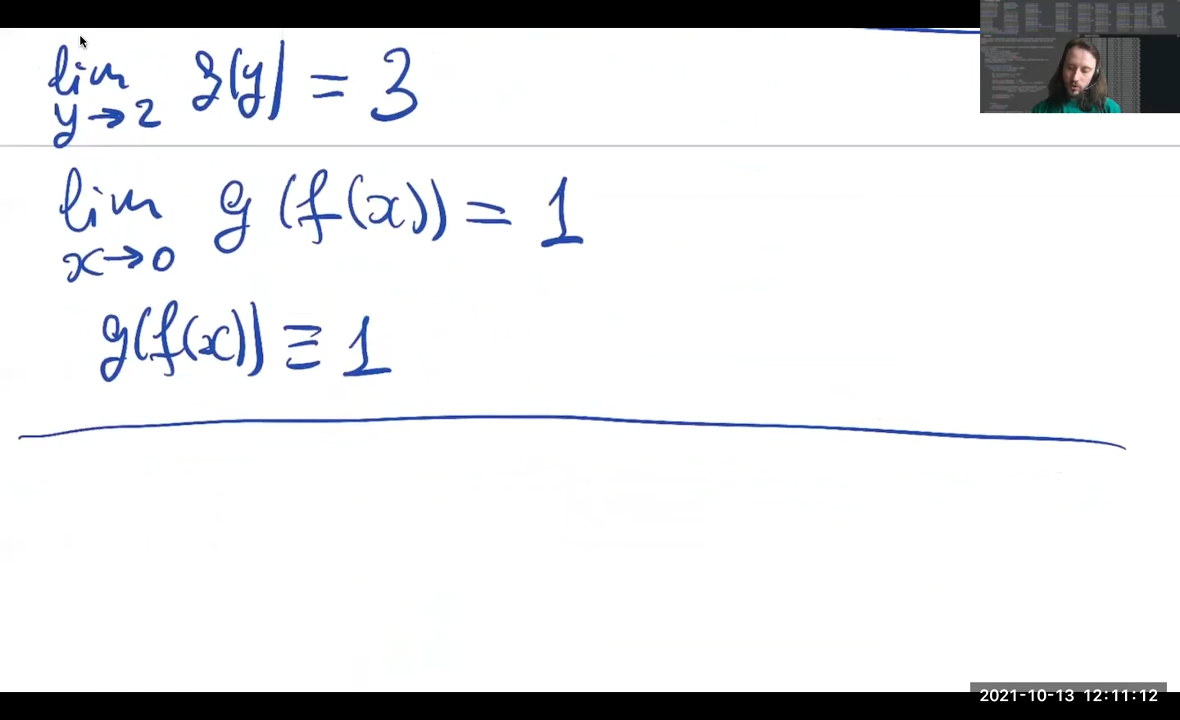 lim g(y) = 3
y→2
lim g(f(x)) = 1
x→0
g(f(x)) ≡ 1
2021-10-13 12:11:12